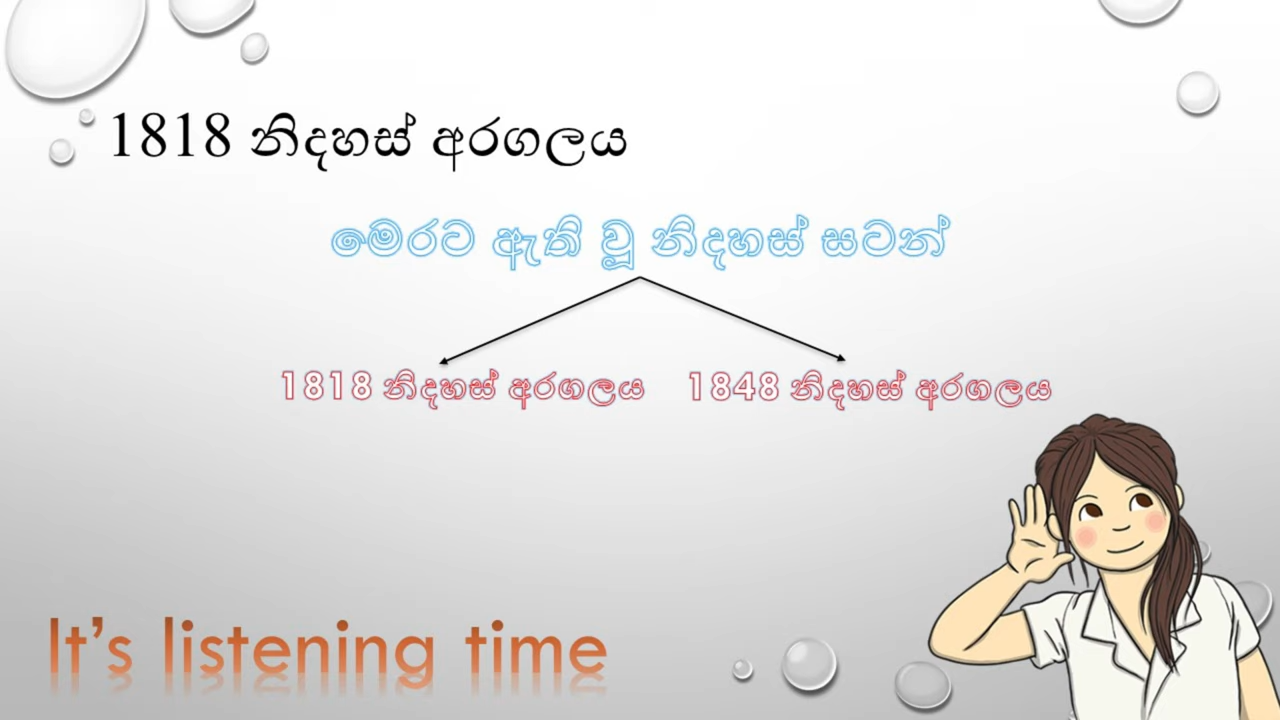 1818 නිදහස් අරගලය
මෙරට ඇති වූ නිදහස් සටන්
1818 නිදහස් අරගලය 1848 නිදහස් අරගලය
It's listening time